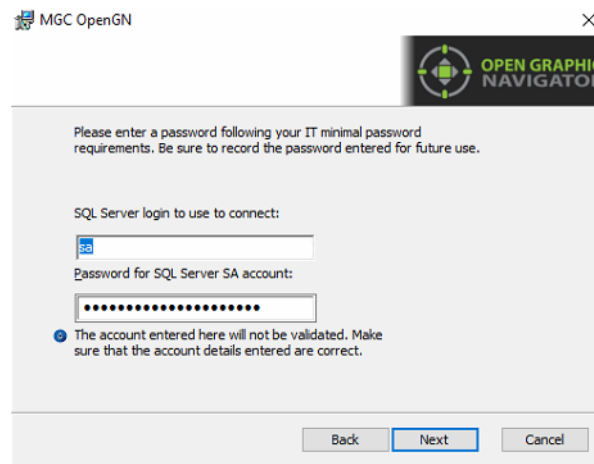 MGC OpenGN
OPEN GRAPHI
NAVIGATO
Please enter a password following your IT minimal password
requirements. Be sure to record the password entered for future use.
SQL Server login to use to connect:
sa
Password for SQL Server SA account:
●●●●●●●●●●●●●●●●●●●●●
The account entered here will not be validated. Make
sure that the account details entered are correct.
Back Next Cancel